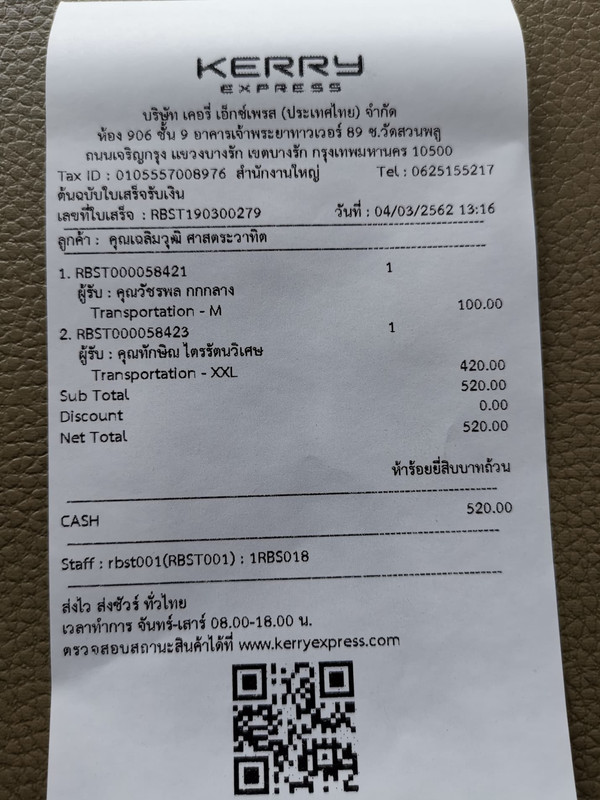 KERRY
EXPRESS
บริษัท เคอรี่ เอ็กซ์เพรส (ประเทศไทย) จำกัด
ห้อง 906 ชั้น 9 อาคารเจ้าพระยาทาวเวอร์ 89 ซ.วัดสวนพลู
ถนนเจริญกรุง แขวงบางรัก เขตบางรัก กรุงเทพมหานคร 10500
Tax ID : 0105557008976 สำนักงานใหญ่ Tel : 0625155217
ต้นฉบับใบเสร็จรับเงิน
เลขที่ใบเสร็จ : RBST190300279 วันที่ : 04/03/2562 13:16
ลูกค้า : คุณเฉลิมวุฒิ ศาสตระวาทิต
1. RBST000058421 1
ผู้รับ : คุณวัชรพล กกกลาง
Transportation - M 100.00
2. RBST000058423 1
ผู้รับ : คุณทักษิณ ไตรรัตนวิเศษ
Transportation - XXL 420.00
Sub Total 520.00
Discount 0.00
Net Total 520.00
ห้าร้อยยี่สิบบาทถ้วน
CASH 520.00
Staff : rbst001(RBST001) : 1RBS018
ส่งไว ส่งชัวร์ ทั่วไทย
เวลาทำการ จันทร์-เสาร์ 08.00-18.00 น.
ตรวจสอบสถานะสินค้าได้ที่ www.kerryexpress.com